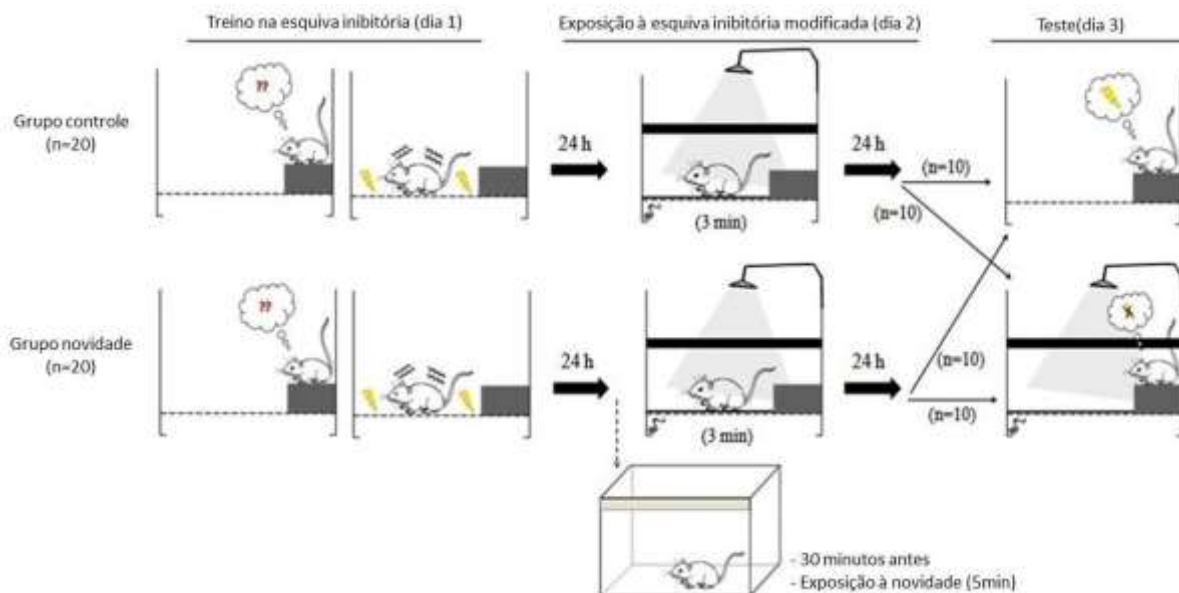 Treino na esquiva inibitória (dia 1)
Exposição à esquiva inibitória modificada (dia 2)
Teste(dia 3)
Grupo controle
(n=20)
??
24 h
(3 min)
24 h
(n=10)
(n=10)
Grupo novidade
(n=20)
??
24 h
(3 min)
24 h
(n=10)
(n=10)
- 30 minutos antes
- Exposição à novidade (5min)